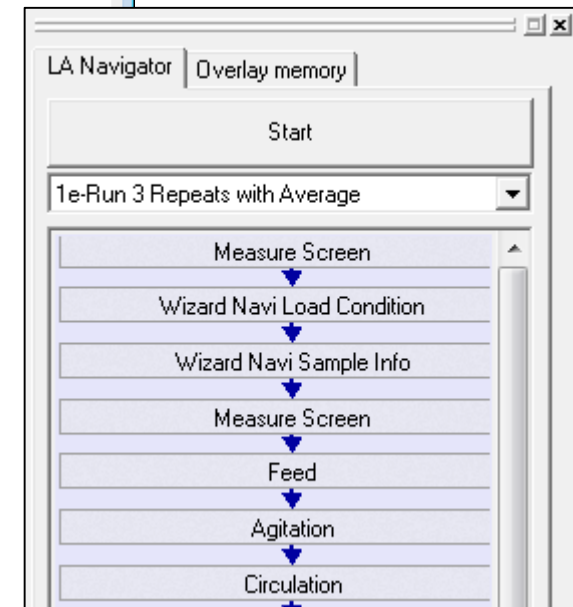 LA Navigator Overlay memory
Start
1e-Run 3 Repeats with Average
Measure Screen
Wizard Navi Load Condition
Wizard Navi Sample Info
Measure Screen
Feed
Agitation
Circulation